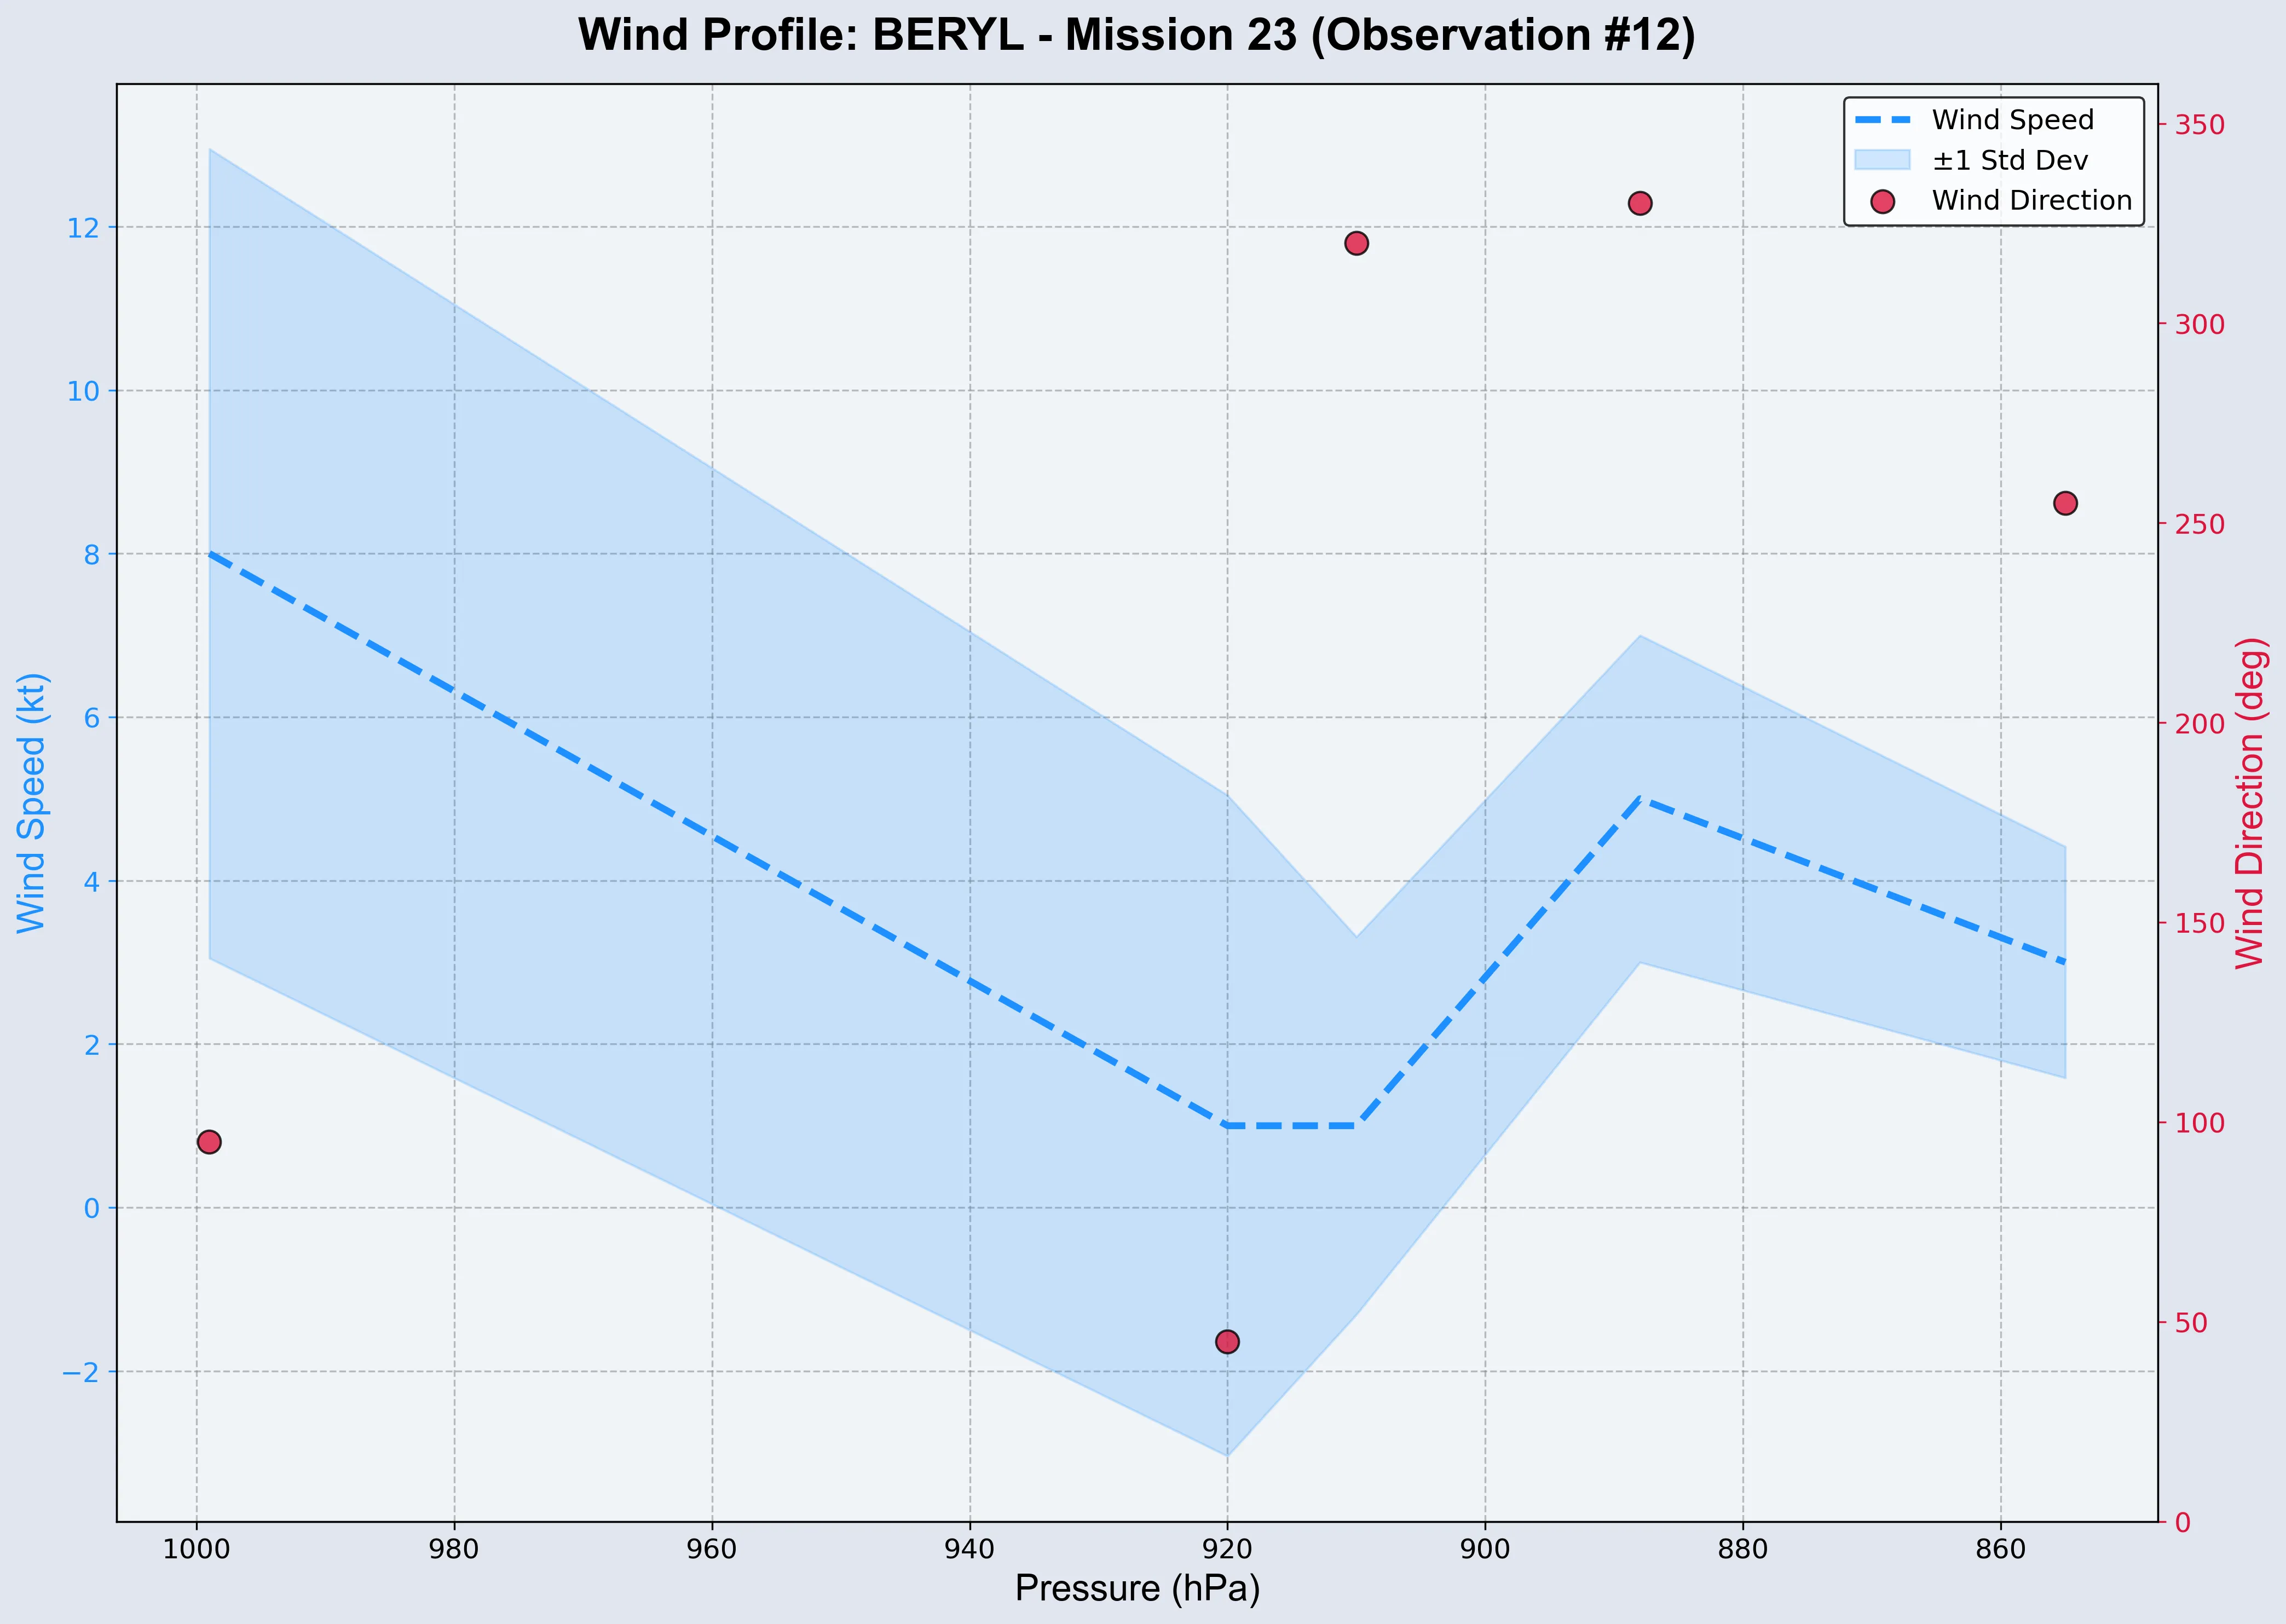 Wind Profile: BERYL - Mission 23 (Observation #12)
Wind Speed
±1 Std Dev
Wind Direction
12
10
8
6
4
2
0
−2
Wind Speed (kt)
350
300
250
200
150
100
50
0
Wind Direction (deg)
1000 980 960 940 920 900 880 860
Pressure (hPa)